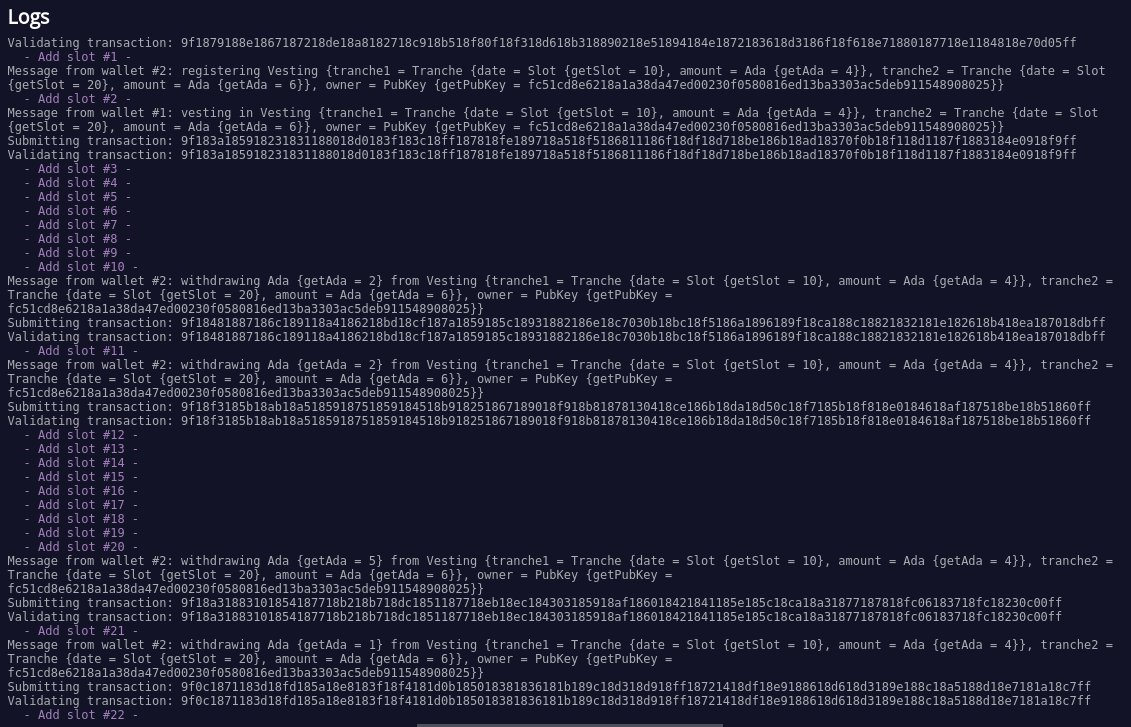 Logs
Validating transaction: 9f1879188e1867187218de18a8182718c918b518f80f18f318d618b318890218e51894184e1872183618d3186f18f618e71880187718e1184818e70d05ff
- Add slot #1 -
Message from wallet #2: registering Vesting {tranche1 = Tranche {date = Slot {getSlot = 10}, amount = Ada {getAda = 4}}, tranche2 = Tranche {date = Slot
{getSlot = 20}, amount = Ada {getAda = 6}}, owner = PubKey {getPubKey = fc51cd8e6218a1a38da47ed00230f0580816ed13ba3303ac5deb911548908025}}
- Add slot #2 -
Message from wallet #1: vesting in Vesting {tranche1 = Tranche {date = Slot {getSlot = 10}, amount = Ada {getAda = 4}}, tranche2 = Tranche {date = Slot
{getSlot = 20}, amount = Ada {getAda = 6}}, owner = PubKey {getPubKey = fc51cd8e6218a1a38da47ed00230f0580816ed13ba3303ac5deb911548908025}}
Submitting transaction: 9f183a185918231831188018d0183f183c18ff187818fe189718a518f5186811186f18df18d718be186b18ad18370f0b18f118d1187f1883184e0918f9ff
Validating transaction: 9f183a185918231831188018d0183f183c18ff187818fe189718a518f5186811186f18df18d718be186b18ad18370f0b18f118d1187f1883184e0918f9ff
- Add slot #3 -
- Add slot #4 -
- Add slot #5 -
- Add slot #6 -
- Add slot #7 -
- Add slot #8 -
- Add slot #9 -
- Add slot #10 -
Message from wallet #2: withdrawing Ada {getAda = 2} from Vesting {tranche1 = Tranche {date = Slot {getSlot = 10}, amount = Ada {getAda = 4}}, tranche2 =
Tranche {date = Slot {getSlot = 20}, amount = Ada {getAda = 6}}, owner = PubKey {getPubKey =
fc51cd8e6218a1a38da47ed00230f0580816ed13ba3303ac5deb911548908025}}
Submitting transaction: 9f18481887186c189118a4186218bd18cf187a1859185c18931882186e18c7030b18bc18f5186a1896189f18ca188c18821832181e182618b418ea187018dbff
Validating transaction: 9f18481887186c189118a4186218bd18cf187a1859185c18931882186e18c7030b18bc18f5186a1896189f18ca188c18821832181e182618b418ea187018dbff
- Add slot #11 -
Message from wallet #2: withdrawing Ada {getAda = 2} from Vesting {tranche1 = Tranche {date = Slot {getSlot = 10}, amount = Ada {getAda = 4}}, tranche2 =
Tranche {date = Slot {getSlot = 20}, amount = Ada {getAda = 6}}, owner = PubKey {getPubKey =
fc51cd8e6218a1a38da47ed00230f0580816ed13ba3303ac5deb911548908025}}
Submitting transaction: 9f18f3185b18ab18a5185918751859184518b918251867189018f918b81878130418ce186b18da18d50c18f7185b18f818e0184618af187518be18b51860ff
Validating transaction: 9f18f3185b18ab18a5185918751859184518b918251867189018f918b81878130418ce186b18da18d50c18f7185b18f818e0184618af187518be18b51860ff
- Add slot #12 -
- Add slot #13 -
- Add slot #14 -
- Add slot #15 -
- Add slot #16 -
- Add slot #17 -
- Add slot #18 -
- Add slot #19 -
- Add slot #20 -
Message from wallet #2: withdrawing Ada {getAda = 5} from Vesting {tranche1 = Tranche {date = Slot {getSlot = 10}, amount = Ada {getAda = 4}}, tranche2 =
Tranche {date = Slot {getSlot = 20}, amount = Ada {getAda = 6}}, owner = PubKey {getPubKey =
fc51cd8e6218a1a38da47ed00230f0580816ed13ba3303ac5deb911548908025}}
Submitting transaction: 9f18a31883101854187718b218b718dc1851187718eb18ec184303185918af186018421841185e185c18ca18a31877187818fc06183718fc18230c00ff
Validating transaction: 9f18a31883101854187718b218b718dc1851187718eb18ec184303185918af186018421841185e185c18ca18a31877187818fc06183718fc18230c00ff
- Add slot #21 -
Message from wallet #2: withdrawing Ada {getAda = 1} from Vesting {tranche1 = Tranche {date = Slot {getSlot = 10}, amount = Ada {getAda = 4}}, tranche2 =
Tranche {date = Slot {getSlot = 20}, amount = Ada {getAda = 6}}, owner = PubKey {getPubKey =
fc51cd8e6218a1a38da47ed00230f0580816ed13ba3303ac5deb911548908025}}
Submitting transaction: 9f0c1871183d18fd185a18e8183f18f4181d0b185018381836181b189c18d318d918ff18721418df18e9188618d618d3189e188c18a5188d18e7181a18c7ff
Validating transaction: 9f0c1871183d18fd185a18e8183f18f4181d0b185018381836181b189c18d318d918ff18721418df18e9188618d618d3189e188c18a5188d18e7181a18c7ff
- Add slot #22 -